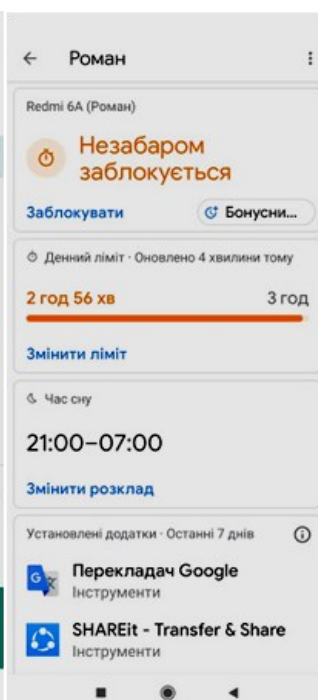 Роман
Redmi 6A (Роман)
Незабаром
заблокується
Заблокувати
Бонусни...
Денний ліміт · Оновлено 4 хвилини тому
2 год 56 хв
3 год
Змінити ліміт
Час сну
21:00–07:00
Змінити розклад
Установлені додатки · Останні 7 днів
Перекладач Google
Інструменти
SHAREit - Transfer & Share
Інструменти